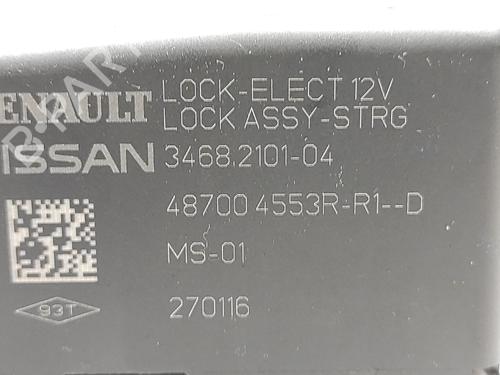 RENAULT LOCK-ELECT 12V
LOCK ASSY-STRG
NISSAN 3468.2101-04
48700 4553R-R1--D
MS-01
93T 270116